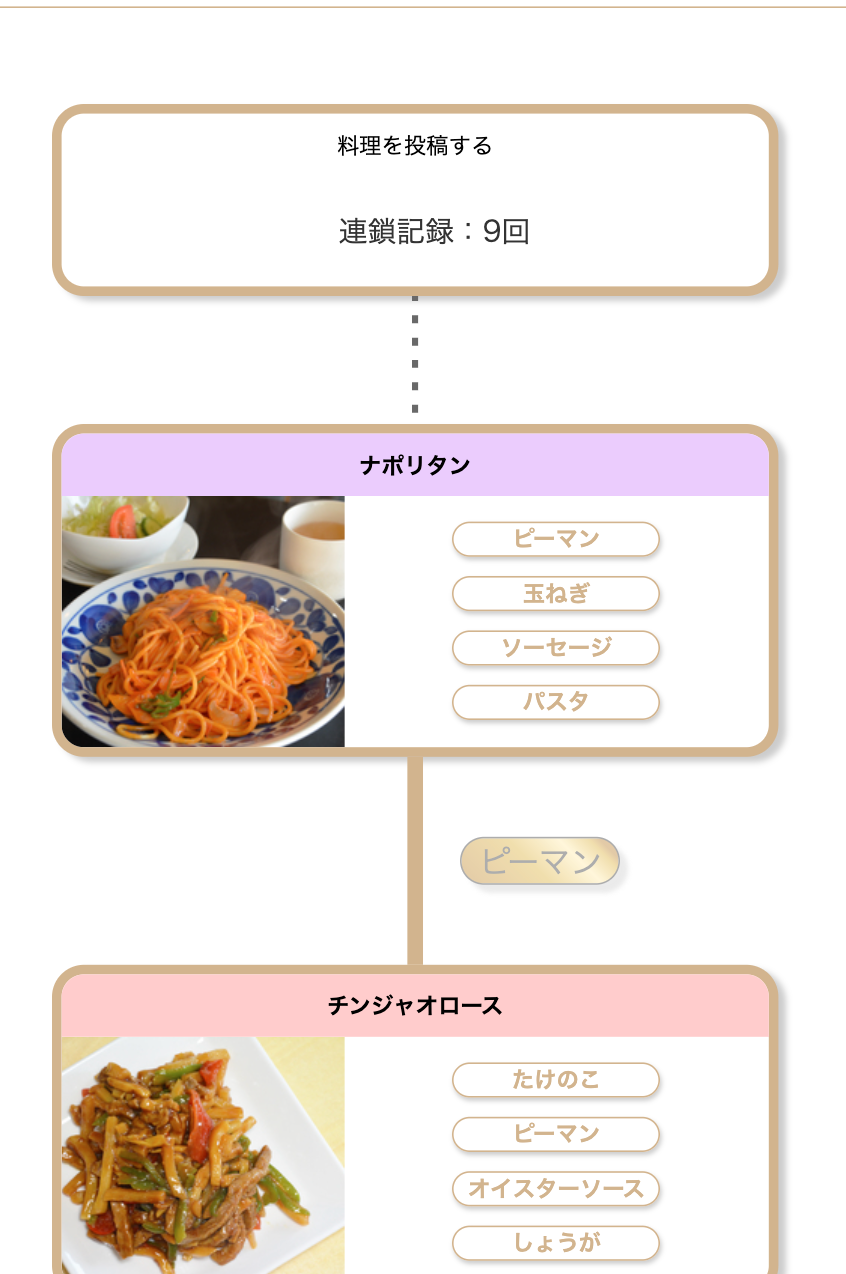 料理を投稿する
連鎖記録：9回
ナポリタン
ピーマン
玉ねぎ
ソーセージ
パスタ
ピーマン
チンジャオロース
たけのこ
ピーマン
オイスターソース
しょうが